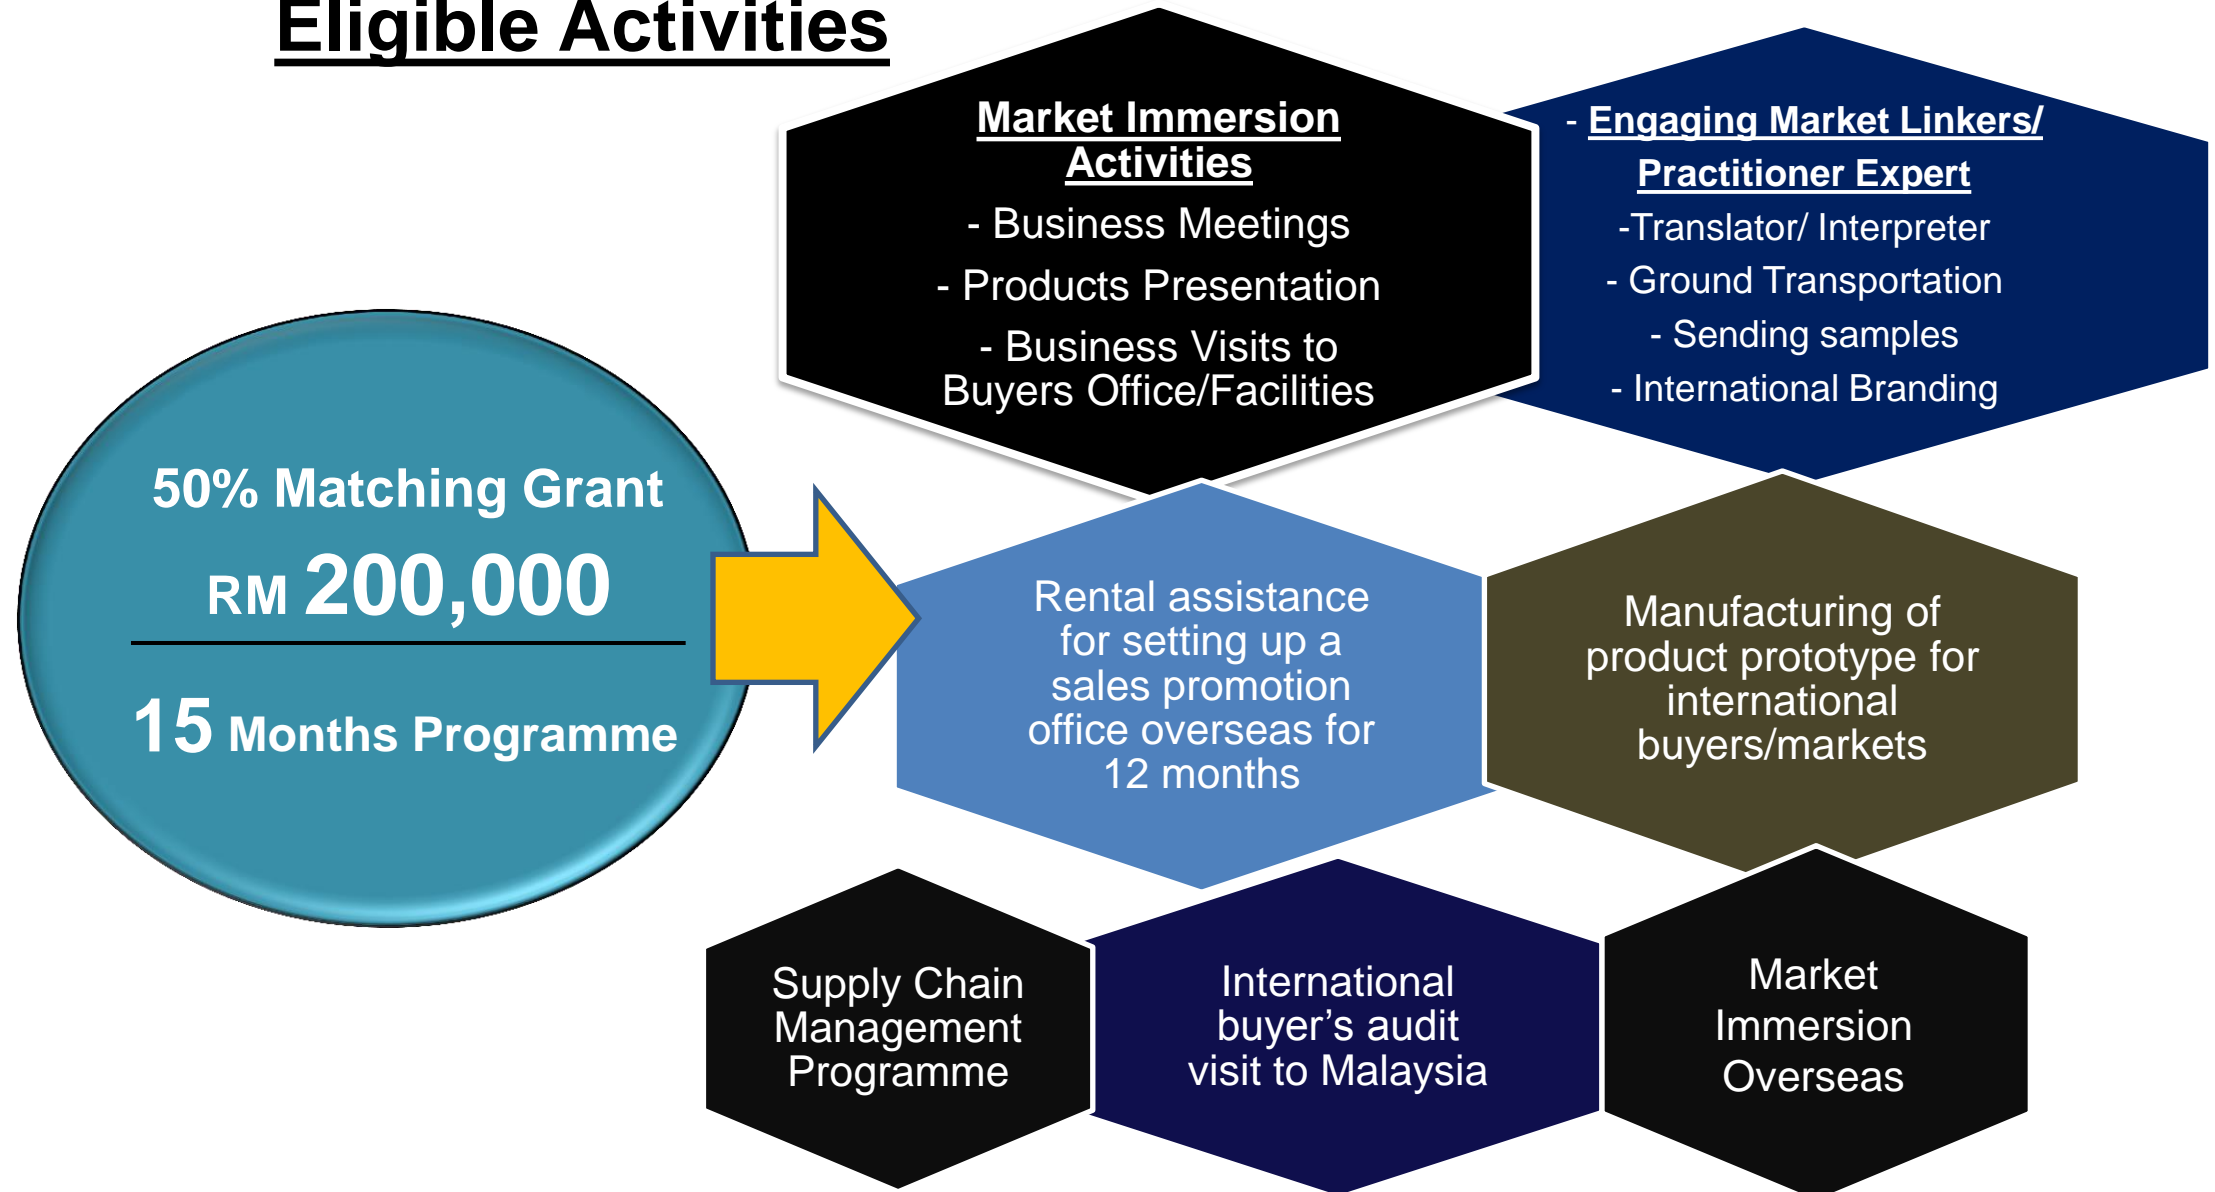 Eligible Activities
Market Immersion
Activities
- Business Meetings
- Products Presentation
- Business Visits to
Buyers Office/Facilities
- Engaging Market Linkers/
Practitioner Expert
-Translator/ Interpreter
- Ground Transportation
- Sending samples
- International Branding
50% Matching Grant
RM 200,000
15 Months Programme
Rental assistance
for setting up a
sales promotion
office overseas for
12 months
Manufacturing of
product prototype for
international
buyers/markets
Supply Chain
Management
Programme
International
buyer’s audit
visit to Malaysia
Market
Immersion
Overseas